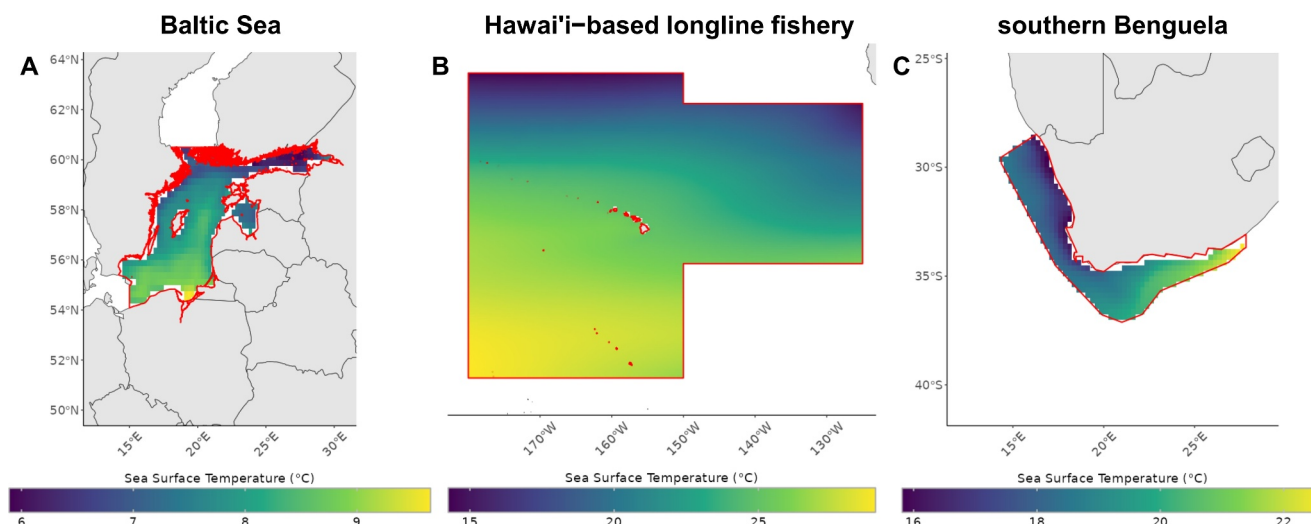 Baltic Sea
Hawai'i−based longline fishery
southern Benguela
A
B
C
64°N
62°N
60°N
58°N
56°N
54°N
52°N
50°N
15°E
20°E
25°E
30°E
170°W
160°W
150°W
140°W
130°W
25°S
30°S
35°S
40°S
15°E
20°E
25°E
Sea Surface Temperature (°C)
6 7 8 9
Sea Surface Temperature (°C)
15 20 25
Sea Surface Temperature (°C)
16 18 20 22